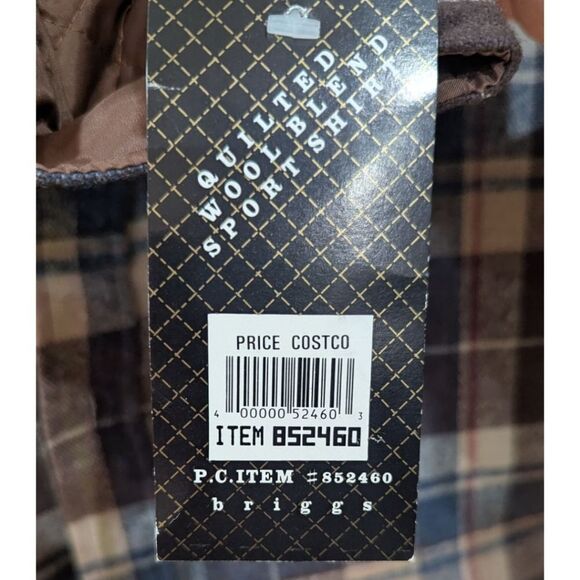 QUILTED
WOOL BLEND
SPORT SHIRT
PRICE COSTCO
4 00000 52460 3
ITEM 852460
P.C.ITEM #852460
briggs